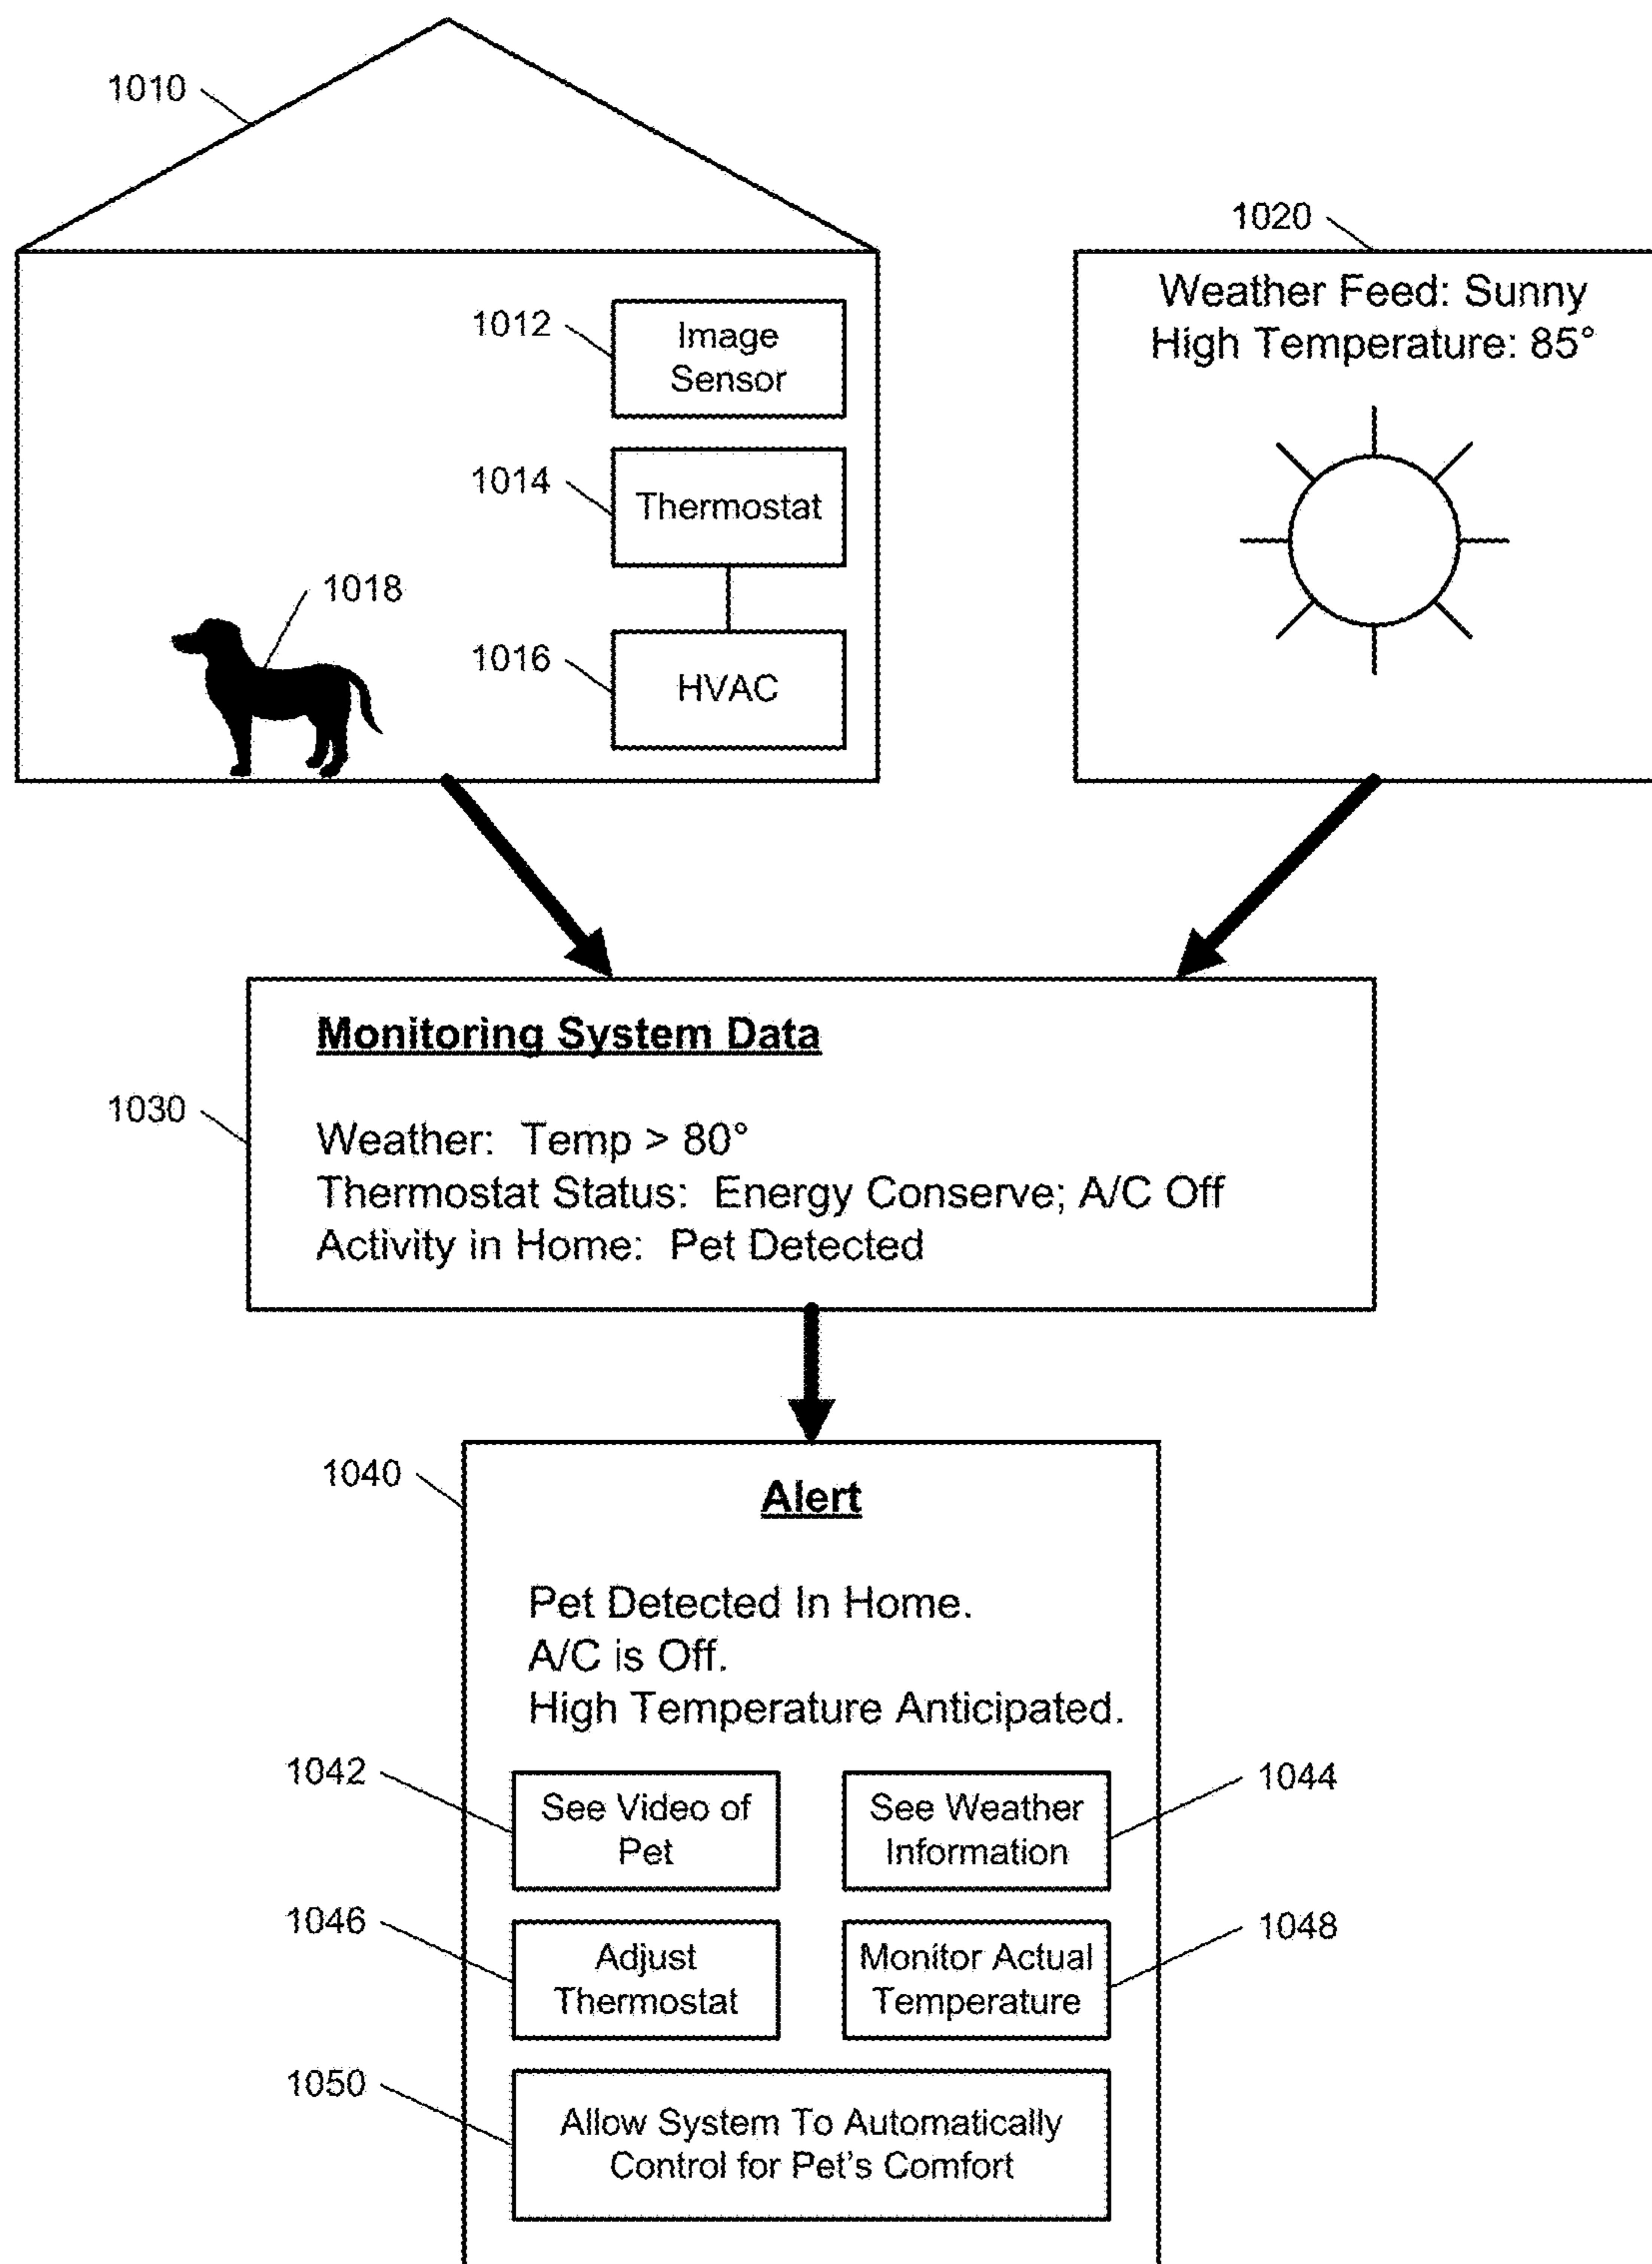 1010
1020
Weather Feed: Sunny
High Temperature: 85°
1012
Image
Sensor
1014
Thermostat
1018
1016
HVAC
Monitoring System Data
1030
Weather: Temp > 80°
Thermostat Status: Energy Conserve; A/C Off
Activity in Home: Pet Detected
1040
Alert
Pet Detected In Home.
A/C is Off.
High Temperature Anticipated.
1042
See Video of
Pet
See Weather
Information
1044
1046
Adjust
Thermostat
Monitor Actual
Temperature
1048
1050
Allow System To Automatically
Control for Pet's Comfort